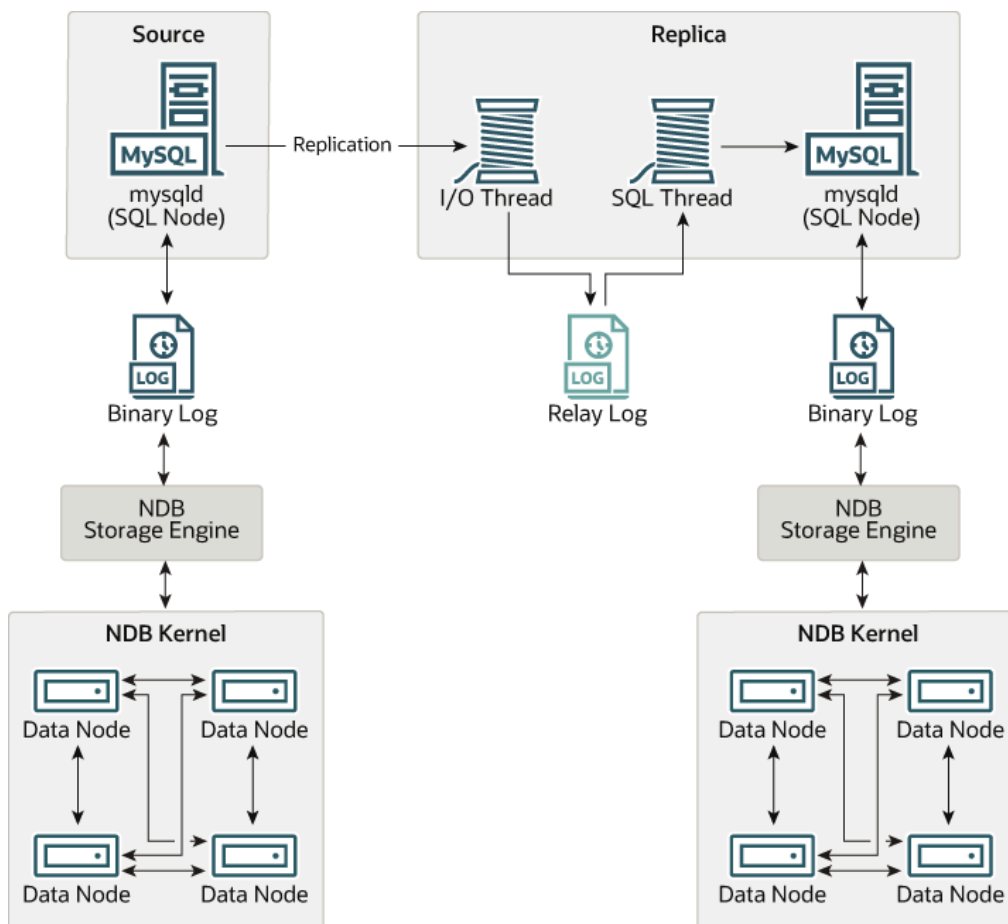 Source
MySQL
mysqld
(SQL Node)
Replication
Replica
I/O Thread
SQL Thread
MySQL
mysqld
(SQL Node)
LOG
Binary Log
LOG
Relay Log
LOG
Binary Log
NDB
Storage Engine
NDB
Storage Engine
NDB Kernel
Data Node
Data Node
Data Node
Data Node
NDB Kernel
Data Node
Data Node
Data Node
Data Node